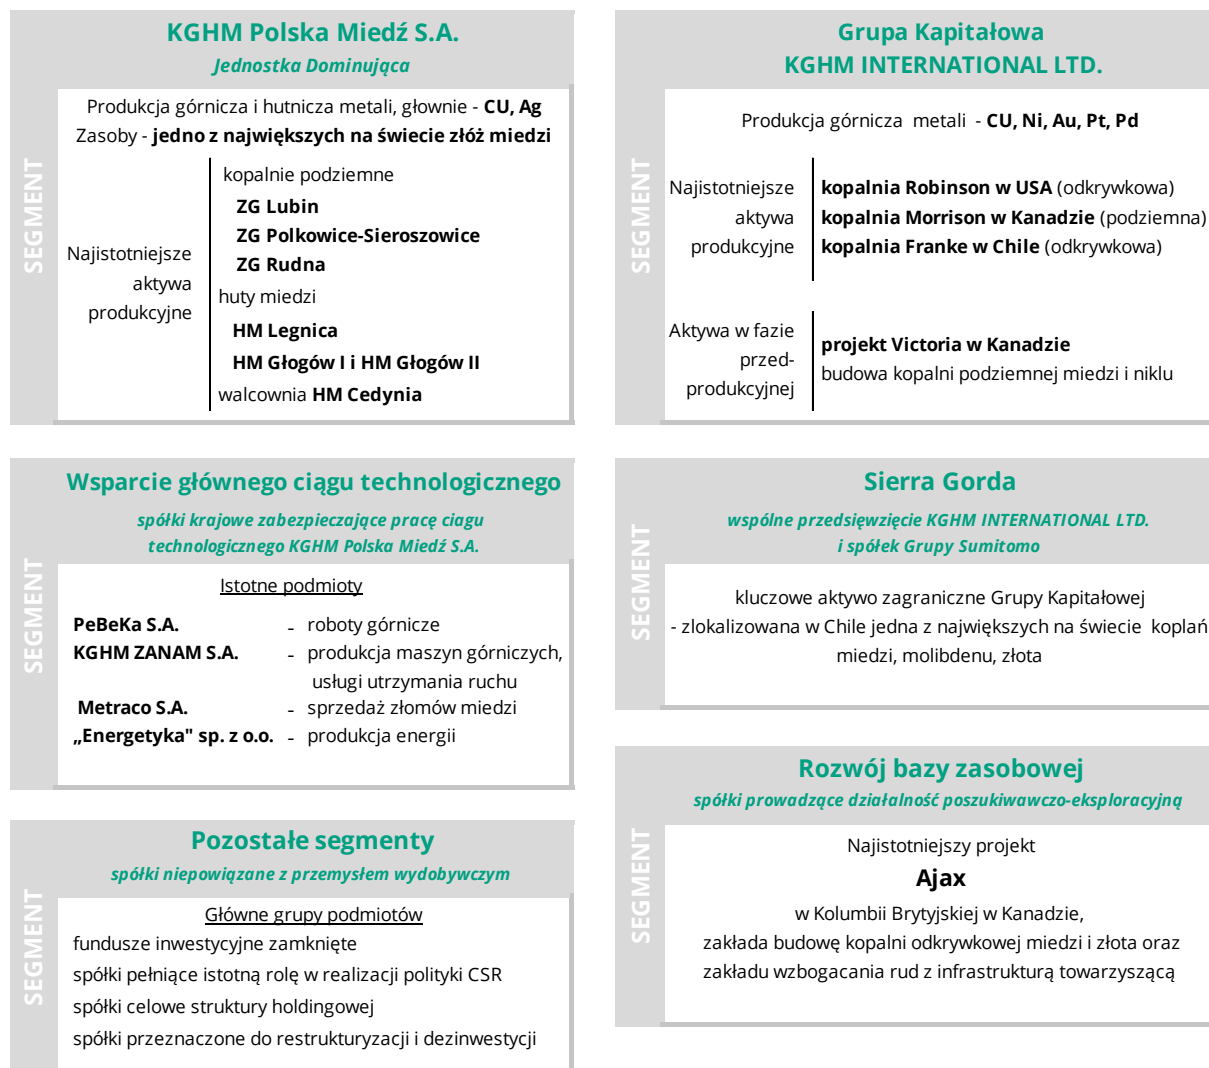 KGHM Polska Miedź S.A.
Jednostka Dominująca
SEGMENT
Produkcja górnicza i hutnicza metali, głownie - CU, Ag
Zasoby - jedno z największych na świecie złóż miedzi
Najistotniejsze
aktywa
produkcyjne
kopalnie podziemne
ZG Lubin
ZG Polkowice-Sieroszowice
ZG Rudna
huty miedzi
HM Legnica
HM Głogów I i HM Głogów II
walcownia HM Cedynia
Grupa Kapitałowa
KGHM INTERNATIONAL LTD.
SEGMENT
Produkcja górnicza metali - CU, Ni, Au, Pt, Pd
Najistotniejsze
aktywa
produkcyjne
kopalnia Robinson w USA (odkrywkowa)
kopalnia Morrison w Kanadzie (podziemna)
kopalnia Franke w Chile (odkrywkowa)
Aktywa w fazie
przed-
produkcyjnej
projekt Victoria w Kanadzie
budowa kopalni podziemnej miedzi i niklu
Wsparcie głównego ciągu technologicznego
spółki krajowe zabezpieczające pracę ciagu
technologicznego KGHM Polska Miedź S.A.
SEGMENT
Istotne podmioty
PeBeKa S.A. - roboty górnicze
KGHM ZANAM S.A. - produkcja maszyn górniczych,
usługi utrzymania ruchu
Metraco S.A. - sprzedaż złomów miedzi
„Energetyka" sp. z o.o. - produkcja energii
Sierra Gorda
wspólne przedsięwzięcie KGHM INTERNATIONAL LTD.
i spółek Grupy Sumitomo
SEGMENT
kluczowe aktywo zagraniczne Grupy Kapitałowej
- zlokalizowana w Chile jedna z największych na świecie koplań
miedzi, molibdenu, złota
Rozwój bazy zasobowej
spółki prowadzące działalność poszukiwawczo-eksploracyjną
SEGMENT
Najistotniejszy projekt
Ajax
w Kolumbii Brytyjskiej w Kanadzie,
zakłada budowę kopalni odkrywkowej miedzi i złota oraz
zakładu wzbogacania rud z infrastrukturą towarzyszącą
Pozostałe segmenty
spółki niepowiązane z przemysłem wydobywczym
SEGMENT
Główne grupy podmiotów
fundusze inwestycyjne zamknięte
spółki pełniące istotną rolę w realizacji polityki CSR
spółki celowe struktury holdingowej
spółki przeznaczone do restrukturyzacji i dezinwestycji